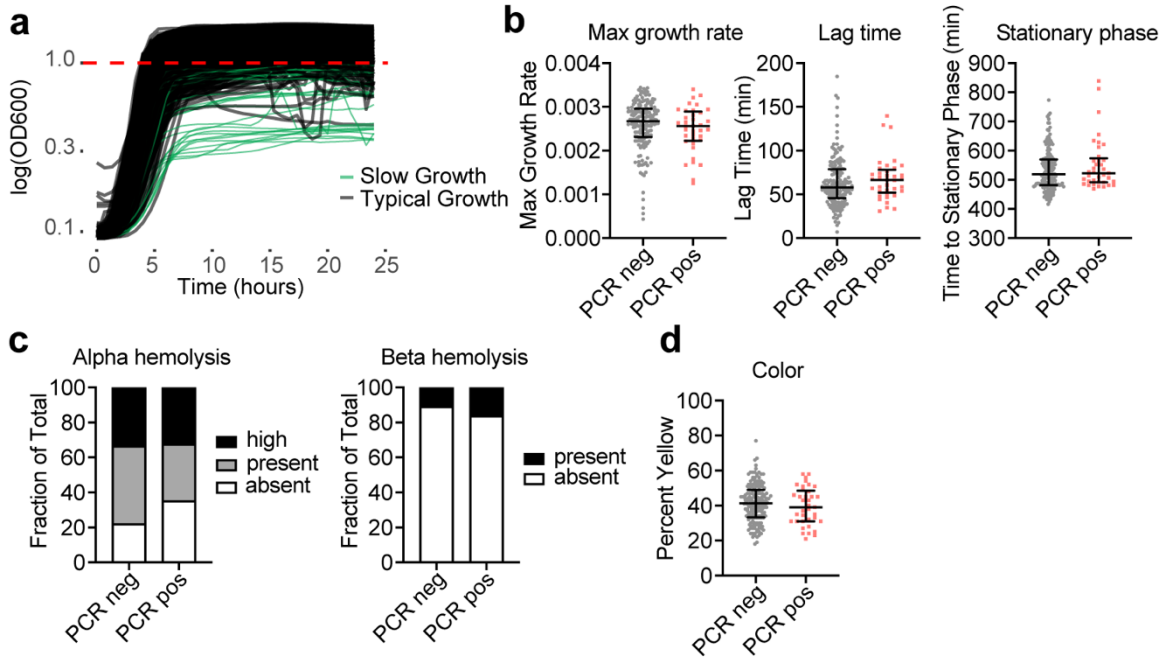 a
log(OD600)
1.0
0.3
0.1
Slow Growth
Typical Growth
0 5 10 15 20 25
Time (hours)
b
Max growth rate
Max Growth Rate
0.004
0.003
0.002
0.001
0.000
PCR neg
PCR pos
Lag time
Lag Time (min)
200
150
100
50
0
PCR neg
PCR pos
Stationary phase
Time to Stationary Phase (min)
900
800
700
600
500
400
300
PCR neg
PCR pos
c
Alpha hemolysis
Fraction of Total
100
80
60
40
20
0
PCR neg
PCR pos
high
present
absent
Beta hemolysis
Fraction of Total
100
80
60
40
20
0
PCR neg
PCR pos
present
absent
d
Color
Percent Yellow
100
80
60
40
20
0
PCR neg
PCR pos